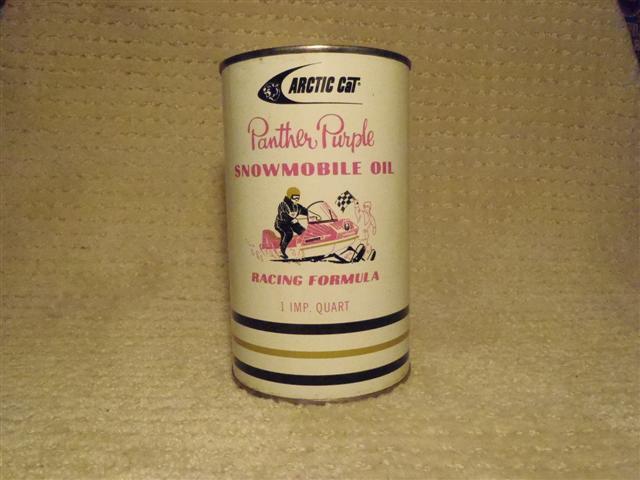 ARCTIC CaT
Panther Purple
SNOWMOBILE OIL
RACING FORMULA
1 IMP. QUART